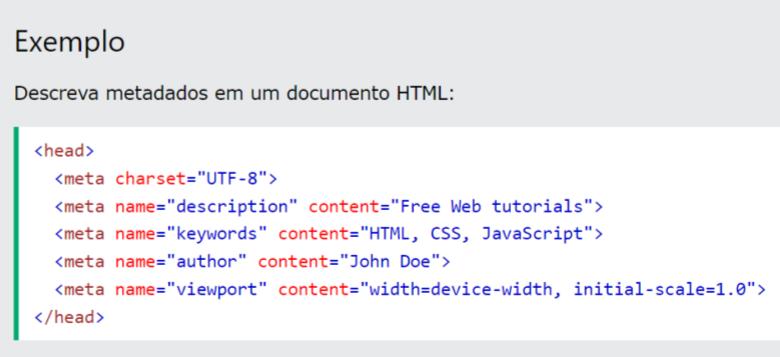 Exemplo
Descreva metadados em um documento HTML:
<head>
<meta charset="UTF-8">
<meta name="description" content="Free Web tutorials">
<meta name="keywords" content="HTML, CSS, JavaScript">
<meta name="author" content="John Doe">
<meta name="viewport" content="width=device-width, initial-scale=1.0">
</head>